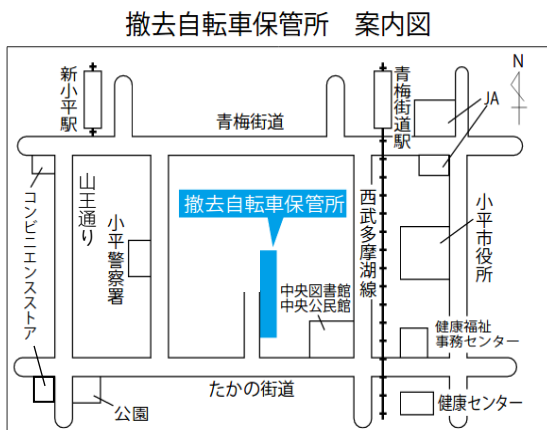 撤去自転車保管所　案内図
新小平駅
青梅街道駅
N
JA
青梅街道
山王通り
撤去自転車保管所
西武多摩湖線
小平市役所
コンビニエンスストア
小平警察署
中央図書館
中央公民館
健康福祉
事務センター
たかの街道
公園
健康センター